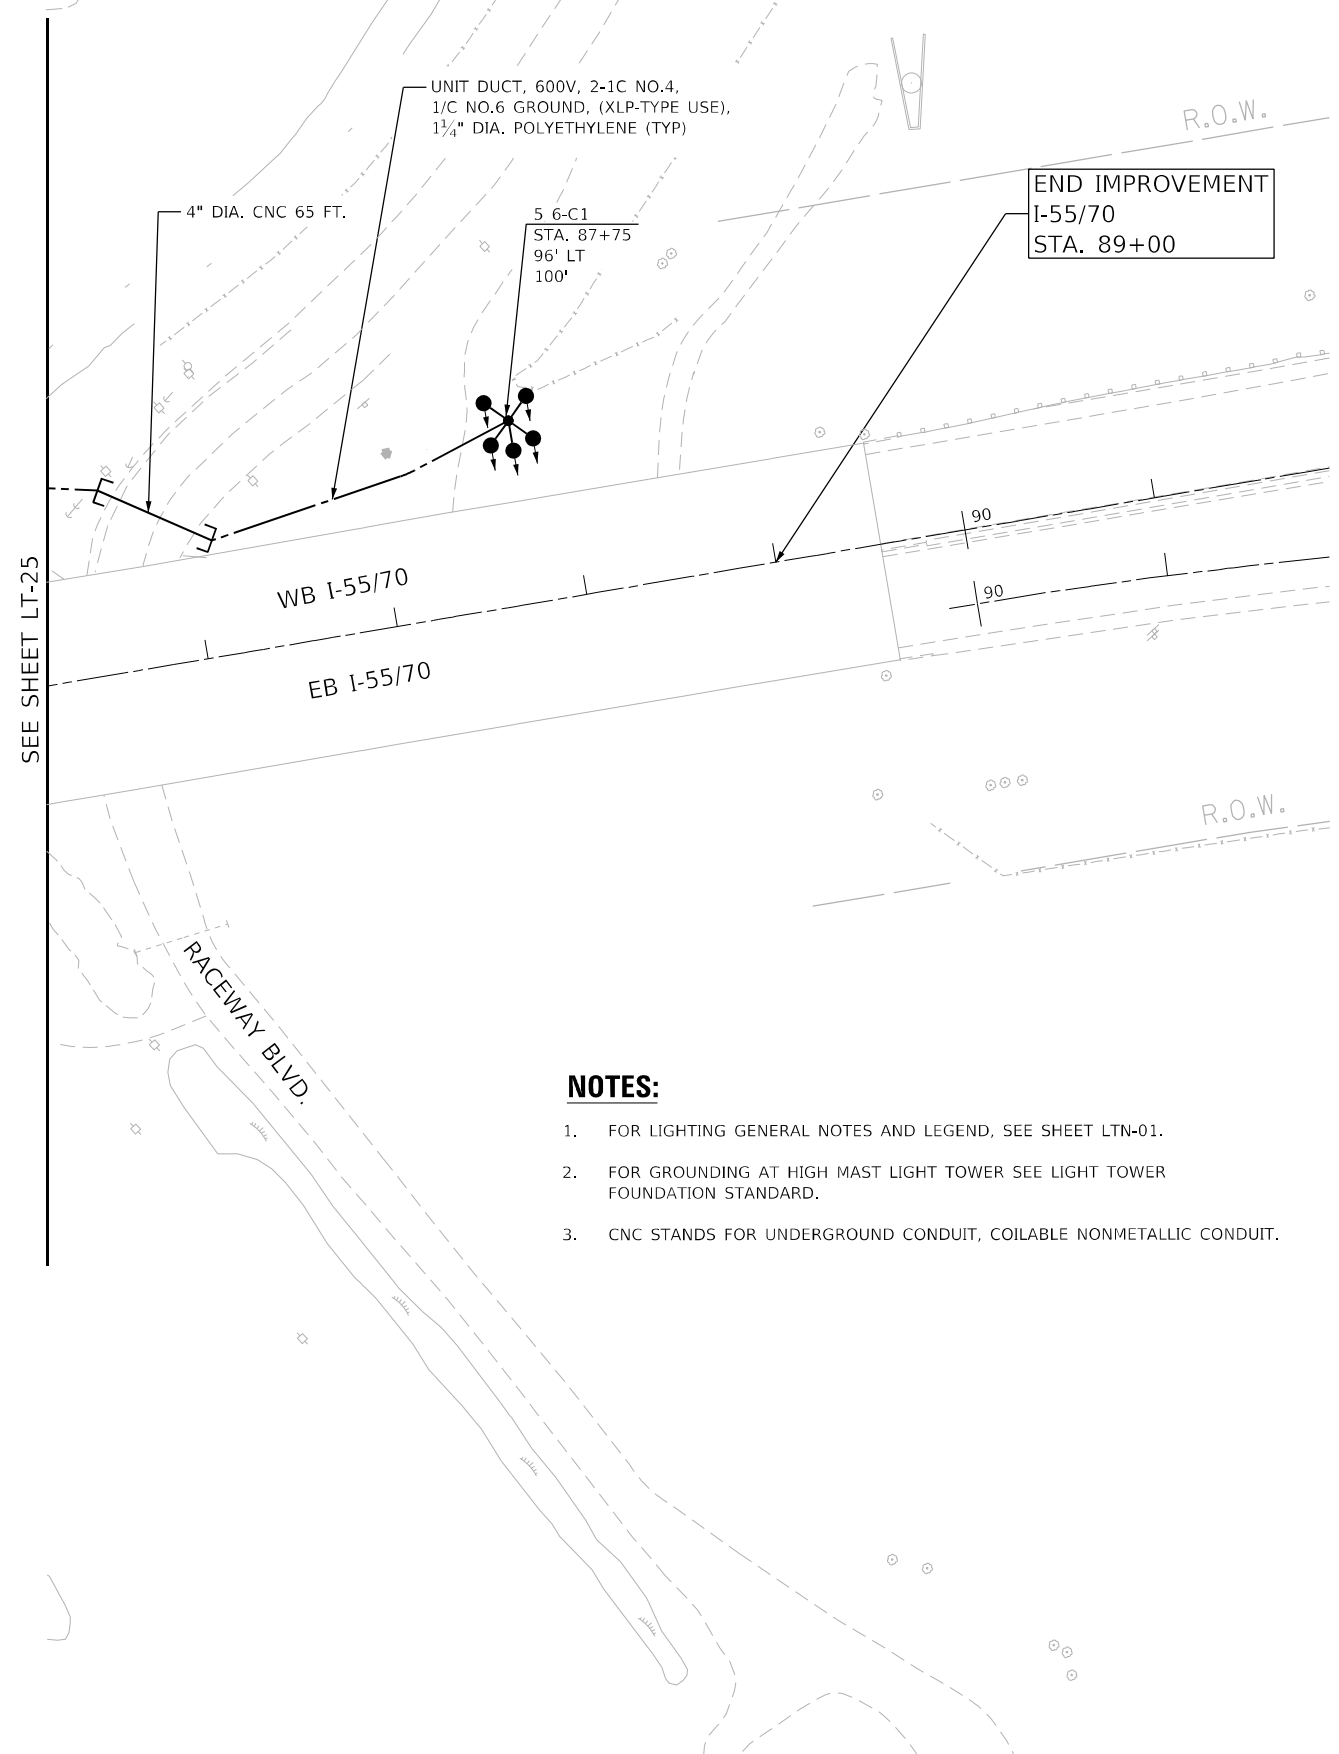 UNIT DUCT, 600V, 2-1C NO.4,
1/C NO.6 GROUND, (XLP-TYPE USE),
1¼" DIA. POLYETHYLENE (TYP)
R.O.W.
4" DIA. CNC 65 FT.
5 6-C1
STA. 87+75
96' LT
100'
END IMPROVEMENT
I-55/70
STA. 89+00
90
90
WB I-55/70
EB I-55/70
SEE SHEET LT-25
R.O.W.
RACEWAY BLVD.
NOTES:
1. FOR LIGHTING GENERAL NOTES AND LEGEND, SEE SHEET LTN-01.
2. FOR GROUNDING AT HIGH MAST LIGHT TOWER SEE LIGHT TOWER
FOUNDATION STANDARD.
3. CNC STANDS FOR UNDERGROUND CONDUIT, COILABLE NONMETALLIC CONDUIT.